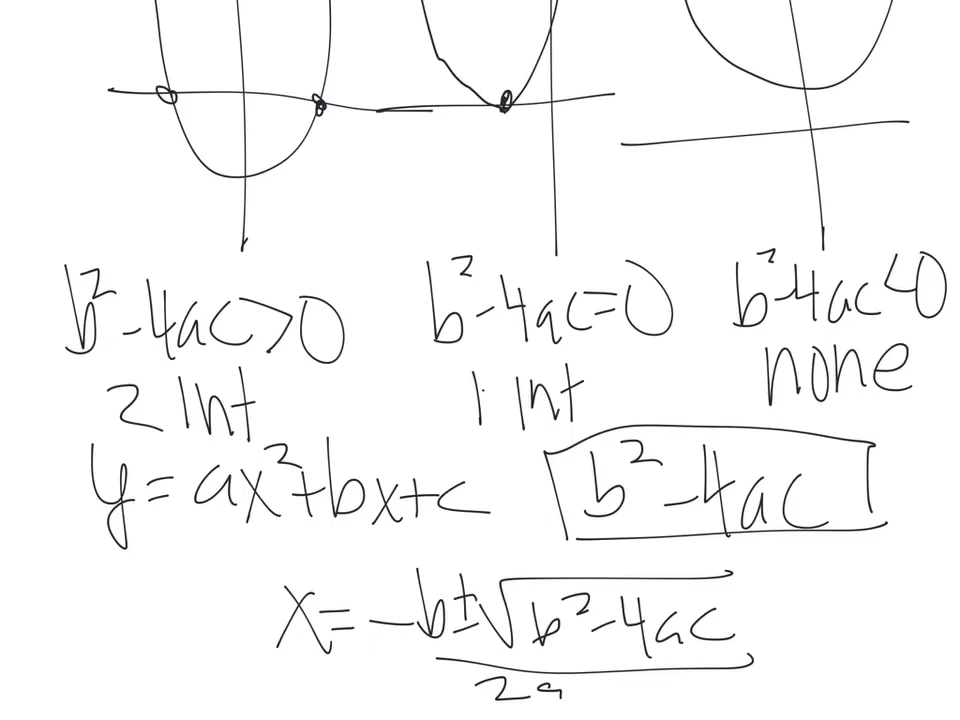 b²-4ac>0 b²-4ac=0 b²-4ac<0
2 Int 1 Int none
y=ax²+bx+c b²-4ac
x=-b±√b²-4ac
2a